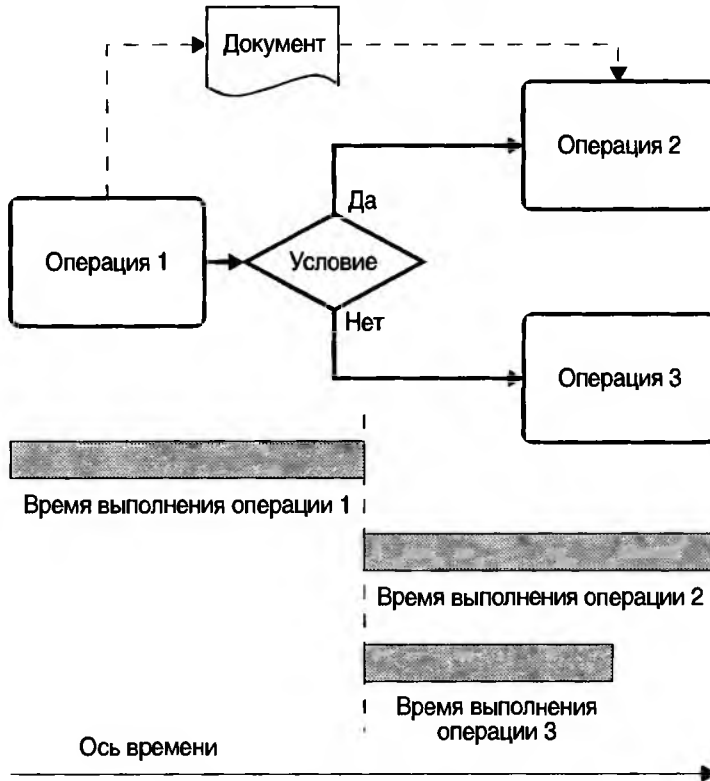 Документ
Операция 2
Да
Операция 1
Условие
Нет
Операция 3
Время выполнения операции 1
Время выполнения операции 2
Время выполнения
операции 3
Ось времени